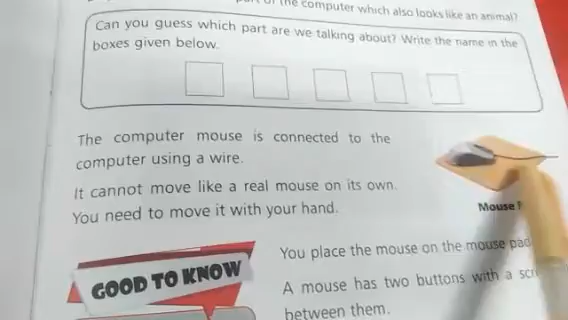 of the computer which also looks like an animal?
Can you guess which part are we talking about? Write the name in the
boxes given below.
The computer mouse is connected to the
computer using a wire.
It cannot move like a real mouse on its own.
You need to move it with your hand.
Mouse
GOOD TO KNOW
You place the mouse on the mouse pad
A mouse has two buttons with a
between them.